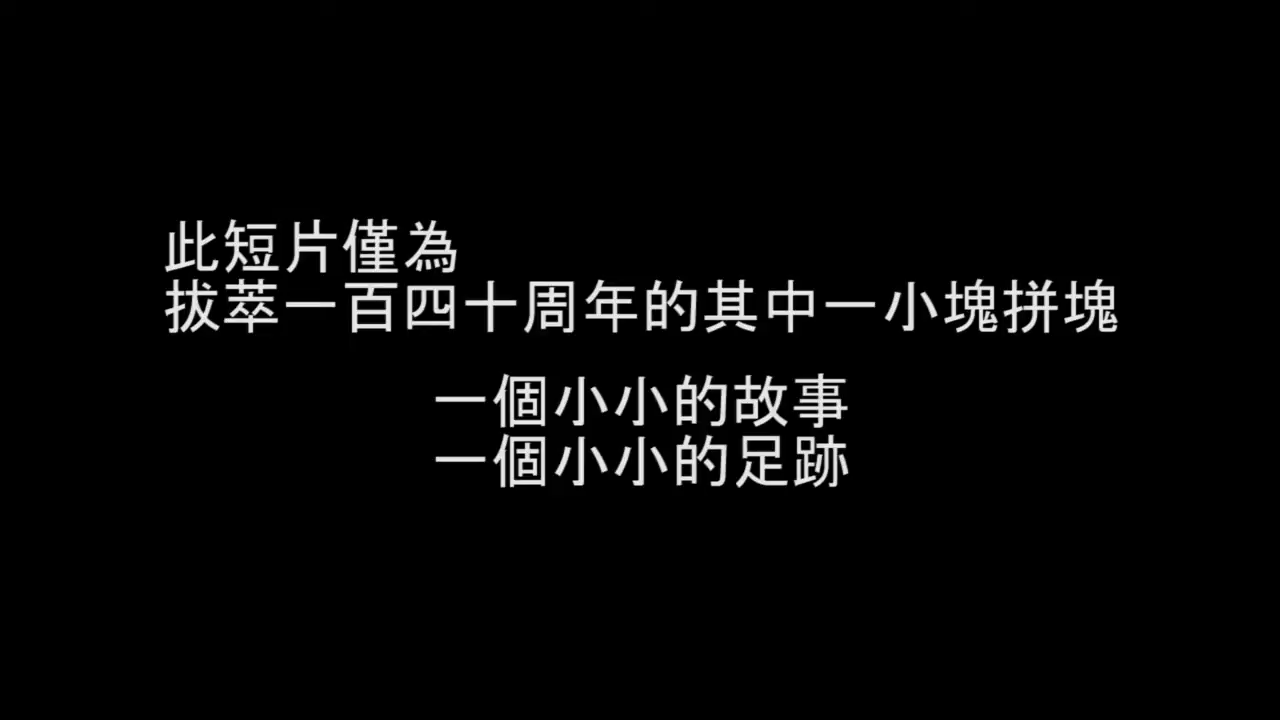 此短片僅為
拔萃一百四十周年的其中一小塊拼塊
一個小小的故事
一個小小的足跡